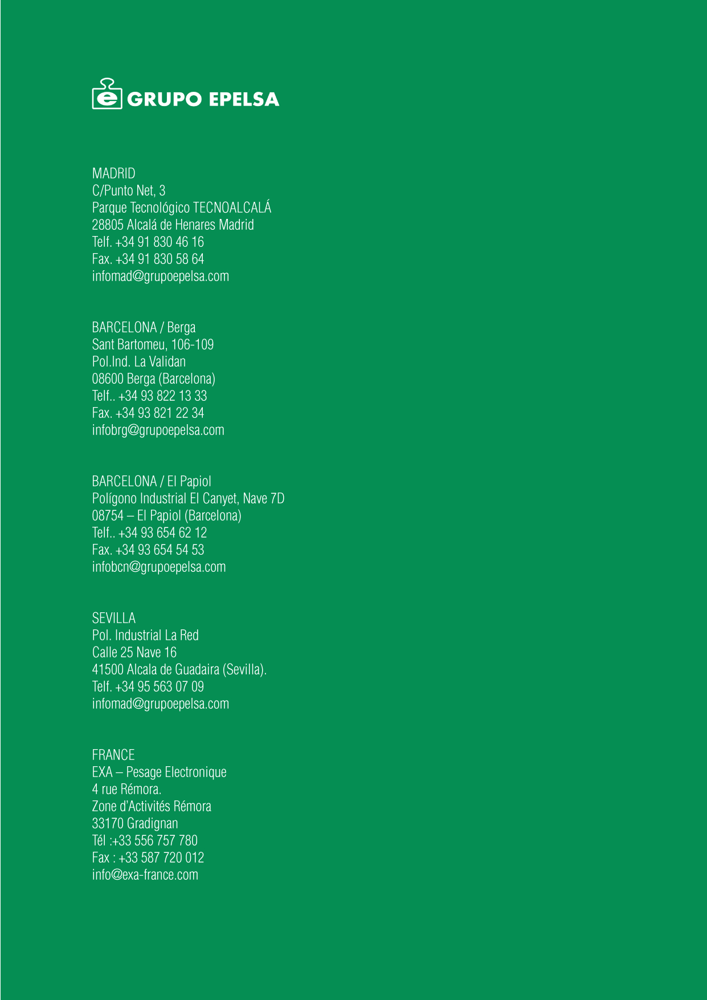 e GRUPO EPELSA
MADRID
C/Punto Net, 3
Parque Tecnológico TECNOALCALÁ
28805 Alcalá de Henares Madrid
Telf. +34 91 830 46 16
Fax. +34 91 830 58 64
infomad@grupoepelsa.com
BARCELONA / Berga
Sant Bartomeu, 106-109
Pol.Ind. La Validan
08600 Berga (Barcelona)
Telf.. +34 93 822 13 33
Fax. +34 93 821 22 34
infobrg@grupoepelsa.com
BARCELONA / El Papiol
Polígono Industrial El Canyet, Nave 7D
08754 – El Papiol (Barcelona)
Telf.. +34 93 654 62 12
Fax. +34 93 654 54 53
infobcn@grupoepelsa.com
SEVILLA
Pol. Industrial La Red
Calle 25 Nave 16
41500 Alcala de Guadaira (Sevilla).
Telf. +34 95 563 07 09
infomad@grupoepelsa.com
FRANCE
EXA – Pesage Electronique
4 rue Rémora.
Zone d’Activités Rémora
33170 Gradignan
Tél :+33 556 757 780
Fax : +33 587 720 012
info@exa-france.com